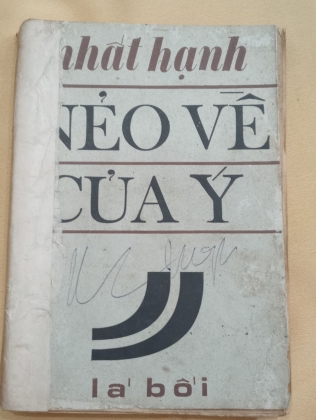 nhất hạnh
NẺO VỀ
CỦA Ý
lá bối